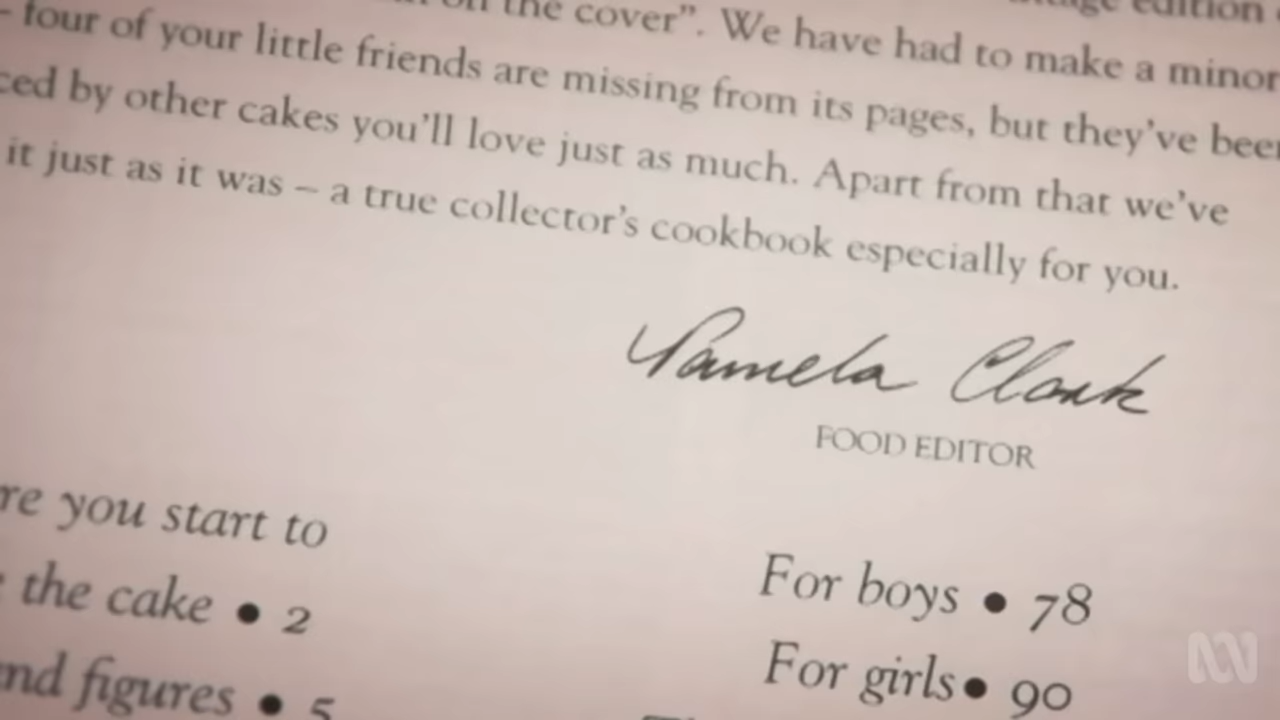 on the cover”. We have had to make a minor
– four of your little friends are missing from its pages, but they’ve been
by other cakes you’ll love just as much. Apart from that we’ve
it just as it was – a true collector’s cookbook especially for you.
Pamela Clark
FOOD EDITOR
you start to
the cake • 2
figures • 5
For boys • 78
For girls • 90